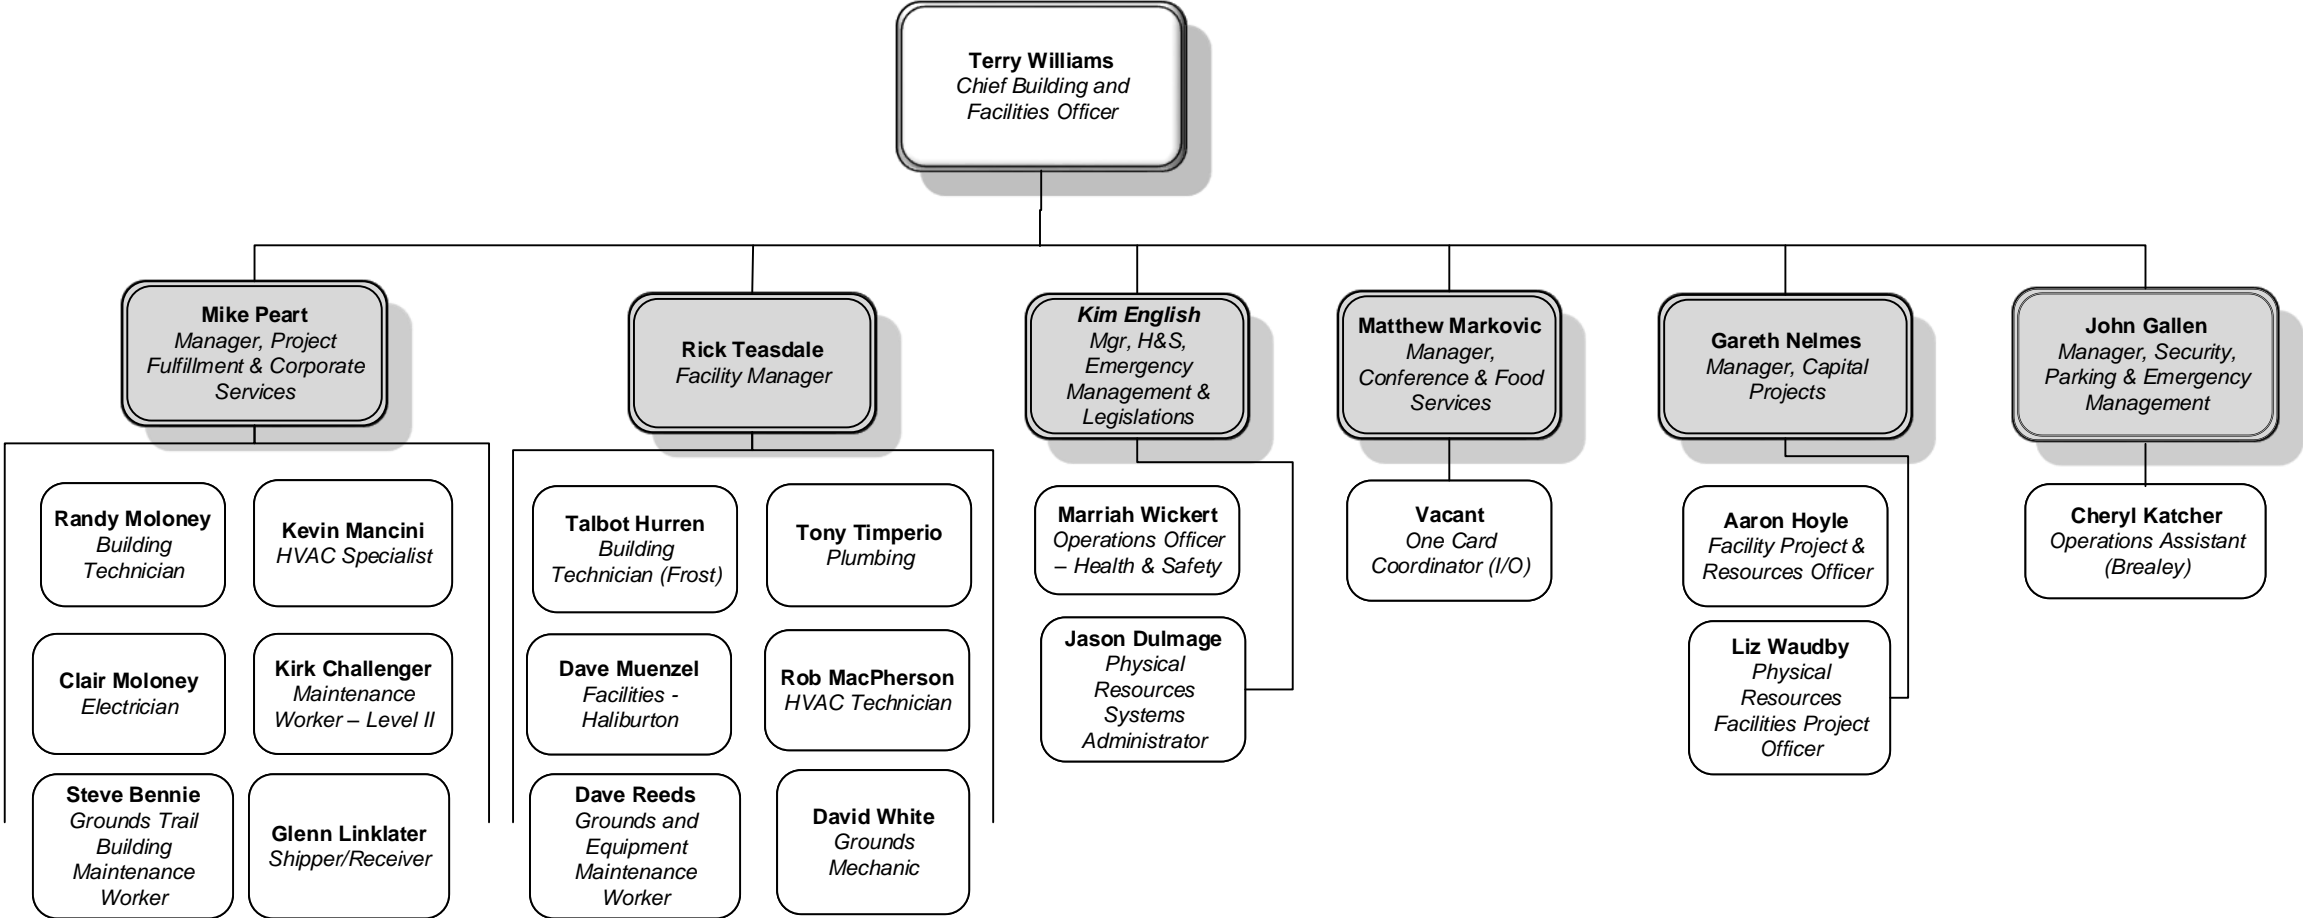 Terry Williams
Chief Building and
Facilities Officer
Mike Peart
Manager, Project
Fulfillment & Corporate
Services
Rick Teasdale
Facility Manager
Kim English
Mgr, H&S,
Emergency
Management &
Legislations
Matthew Markovic
Manager,
Conference & Food
Services
Gareth Nelmes
Manager, Capital
Projects
John Gallen
Manager, Security,
Parking & Emergency
Management
Randy Moloney
Building
Technician
Kevin Mancini
HVAC Specialist
Clair Moloney
Electrician
Kirk Challenger
Maintenance
Worker – Level II
Steve Bennie
Grounds Trail
Building
Maintenance
Worker
Glenn Linklater
Shipper/Receiver
Talbot Hurren
Building
Technician (Frost)
Tony Timperio
Plumbing
Dave Muenzel
Facilities -
Haliburton
Rob MacPherson
HVAC Technician
Dave Reeds
Grounds and
Equipment
Maintenance
Worker
David White
Grounds
Mechanic
Marriah Wickert
Operations Officer
– Health & Safety
Jason Dulmage
Physical
Resources
Systems
Administrator
Vacant
One Card
Coordinator (I/O)
Aaron Hoyle
Facility Project &
Resources Officer
Liz Waudby
Physical
Resources
Facilities Project
Officer
Cheryl Katcher
Operations Assistant
(Brealey)